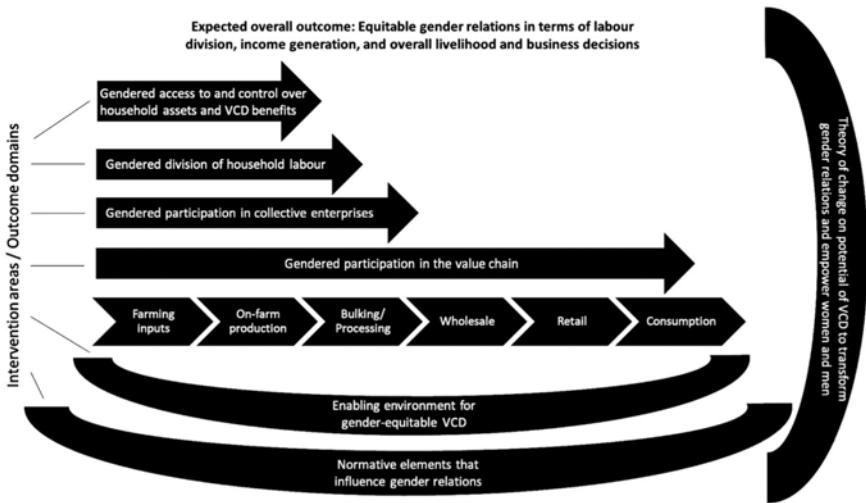 Expected overall outcome: Equitable gender relations in terms of labour
division, income generation, and overall livelihood and business decisions
Intervention areas / Outcome domains
Gendered access to and control over
household assets and VCD benefits
Gendered division of household labour
Gendered participation in collective enterprises
Gendered participation in the value chain
Farming
inputs
On-farm
production
Bulking/
Processing
Wholesale
Retail
Consumption
Enabling environment for
gender-equitable VCD
Normative elements that
influence gender relations
Theory of change on potential of VCD to transform
gender relations and empower women and men